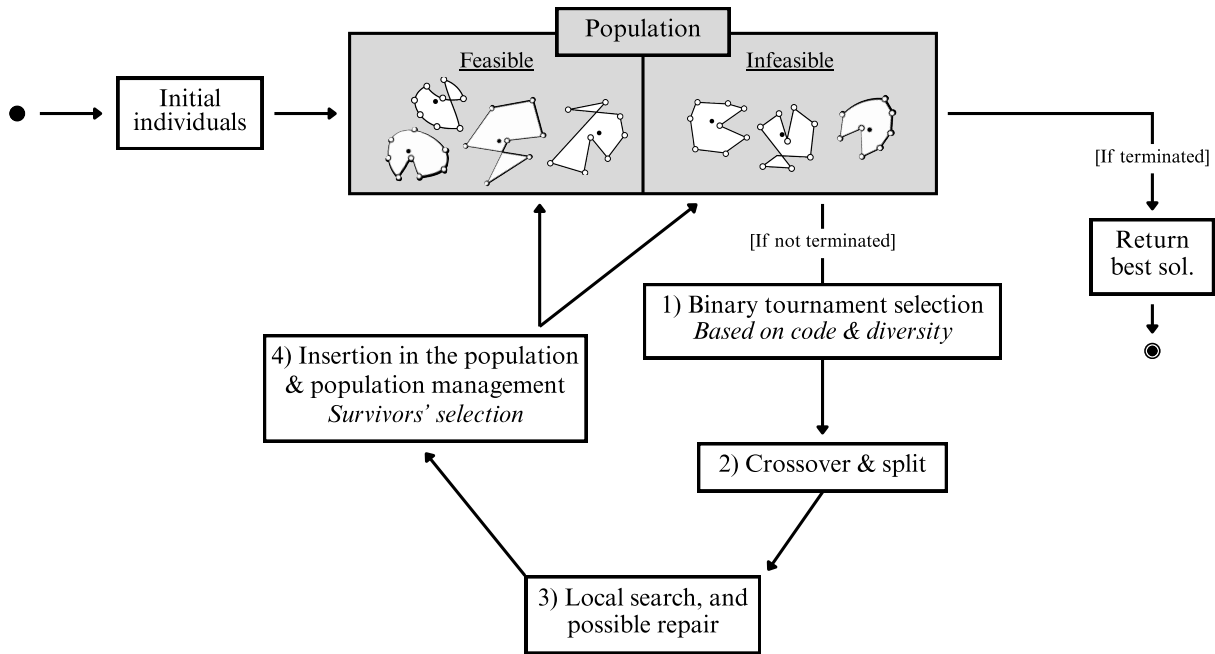 Population
Feasible
Infeasible
Initial
individuals
[If terminated]
Return
best sol.
[If not terminated]
1) Binary tournament selection
Based on code & diversity
4) Insertion in the population
& population management
Survivors’ selection
2) Crossover & split
3) Local search, and
possible repair